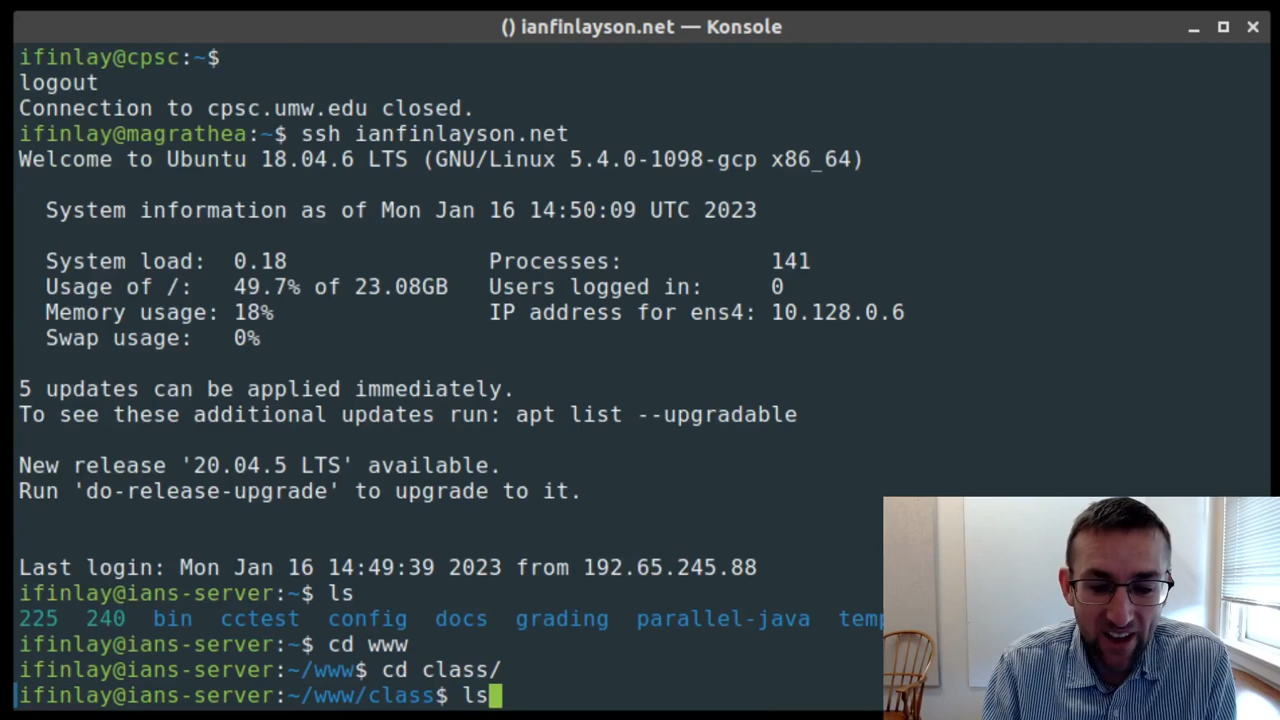 () ianfinlayson.net — Konsole
ifinlay@cpsc:~$
logout
Connection to cpsc.umw.edu closed.
ifinlay@magrathea:~$ ssh ianfinlayson.net
Welcome to Ubuntu 18.04.6 LTS (GNU/Linux 5.4.0-1098-gcp x86_64)
System information as of Mon Jan 16 14:50:09 UTC 2023
System load: 0.18 Processes: 141
Usage of /: 49.7% of 23.08GB Users logged in: 0
Memory usage: 18% IP address for ens4: 10.128.0.6
Swap usage: 0%
5 updates can be applied immediately.
To see these additional updates run: apt list --upgradable
New release '20.04.5 LTS' available.
Run 'do-release-upgrade' to upgrade to it.
Last login: Mon Jan 16 14:49:39 2023 from 192.65.245.88
ifinlay@ians-server:~$ ls
225 240 bin cctest config docs grading parallel-java
ifinlay@ians-server:~$ cd www
ifinlay@ians-server:~/www$ cd class/
ifinlay@ians-server:~/www/class$ ls